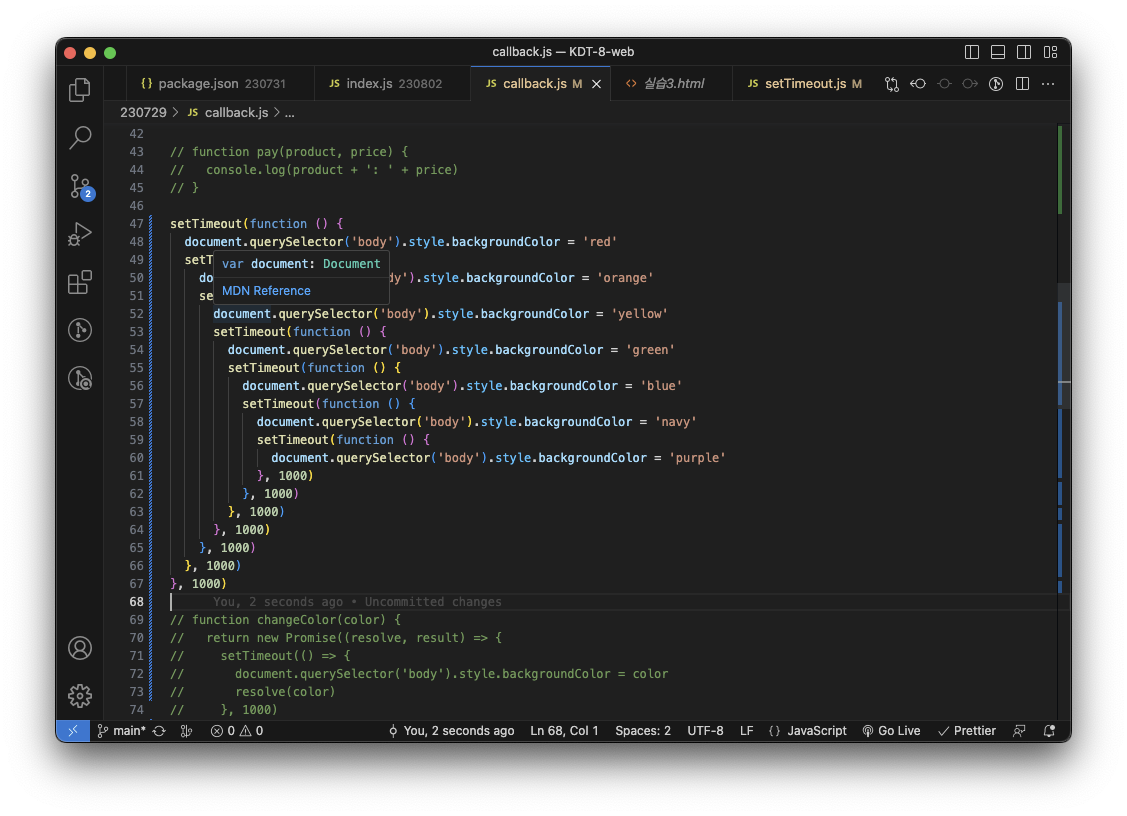 callback.js — KDT-8-web
{} package.json 230731 JS index.js 230802 JS callback.js M <> 실습3.html JS setTimeout.js M
230729 > JS callback.js > ...
2
42
43 // function pay(product, price) {
44 //   console.log(product + ': ' + price)
45 // }
46
47 setTimeout(function () {
48   document.querySelector('body').style.backgroundColor = 'red'
49   setT
var document: Document
50     do dy').style.backgroundColor = 'orange'
51     se
MDN Reference
52       document.querySelector('body').style.backgroundColor = 'yellow'
53       setTimeout(function () {
54         document.querySelector('body').style.backgroundColor = 'green'
55         setTimeout(function () {
56           document.querySelector('body').style.backgroundColor = 'blue'
57           setTimeout(function () {
58             document.querySelector('body').style.backgroundColor = 'navy'
59             setTimeout(function () {
60               document.querySelector('body').style.backgroundColor = 'purple'
61             }, 1000)
62           }, 1000)
63         }, 1000)
64       }, 1000)
65     }, 1000)
66   }, 1000)
67 }, 1000)
68 You, 2 seconds ago • Uncommitted changes
69 // function changeColor(color) {
70 //   return new Promise((resolve, result) => {
71 //     setTimeout(() => {
72 //       document.querySelector('body').style.backgroundColor = color
73 //       resolve(color)
74 //     }, 1000)
main* 0 0 You, 2 seconds ago Ln 68, Col 1 Spaces: 2 UTF-8 LF {} JavaScript Go Live Prettier